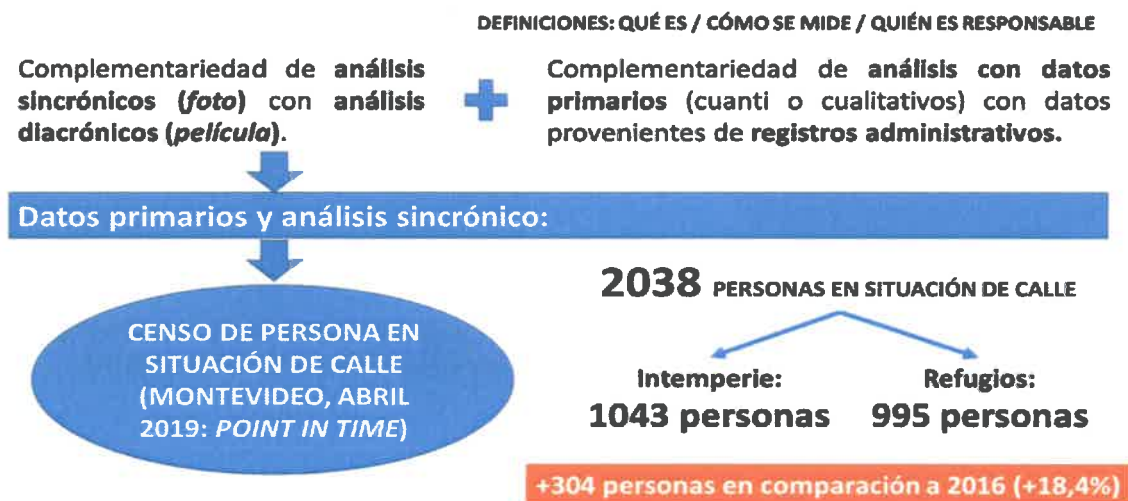 DEFINICIONES: QUÉ ES / CÓMO SE MIDE / QUIÉN ES RESPONSABLE
Complementariedad de análisis
sincrónicos (foto) con análisis
diacrónicos (película).
Complementariedad de análisis con datos
primarios (cuanti o cualitativos) con datos
provenientes de registros administrativos.
Datos primarios y análisis sincrónico:
CENSO DE PERSONA EN
SITUACIÓN DE CALLE
(MONTEVIDEO, ABRIL
2019: POINT IN TIME)
2038 PERSONAS EN SITUACIÓN DE CALLE
Intemperie:
1043 personas
Refugios:
995 personas
+304 personas en comparación a 2016 (+18,4%)